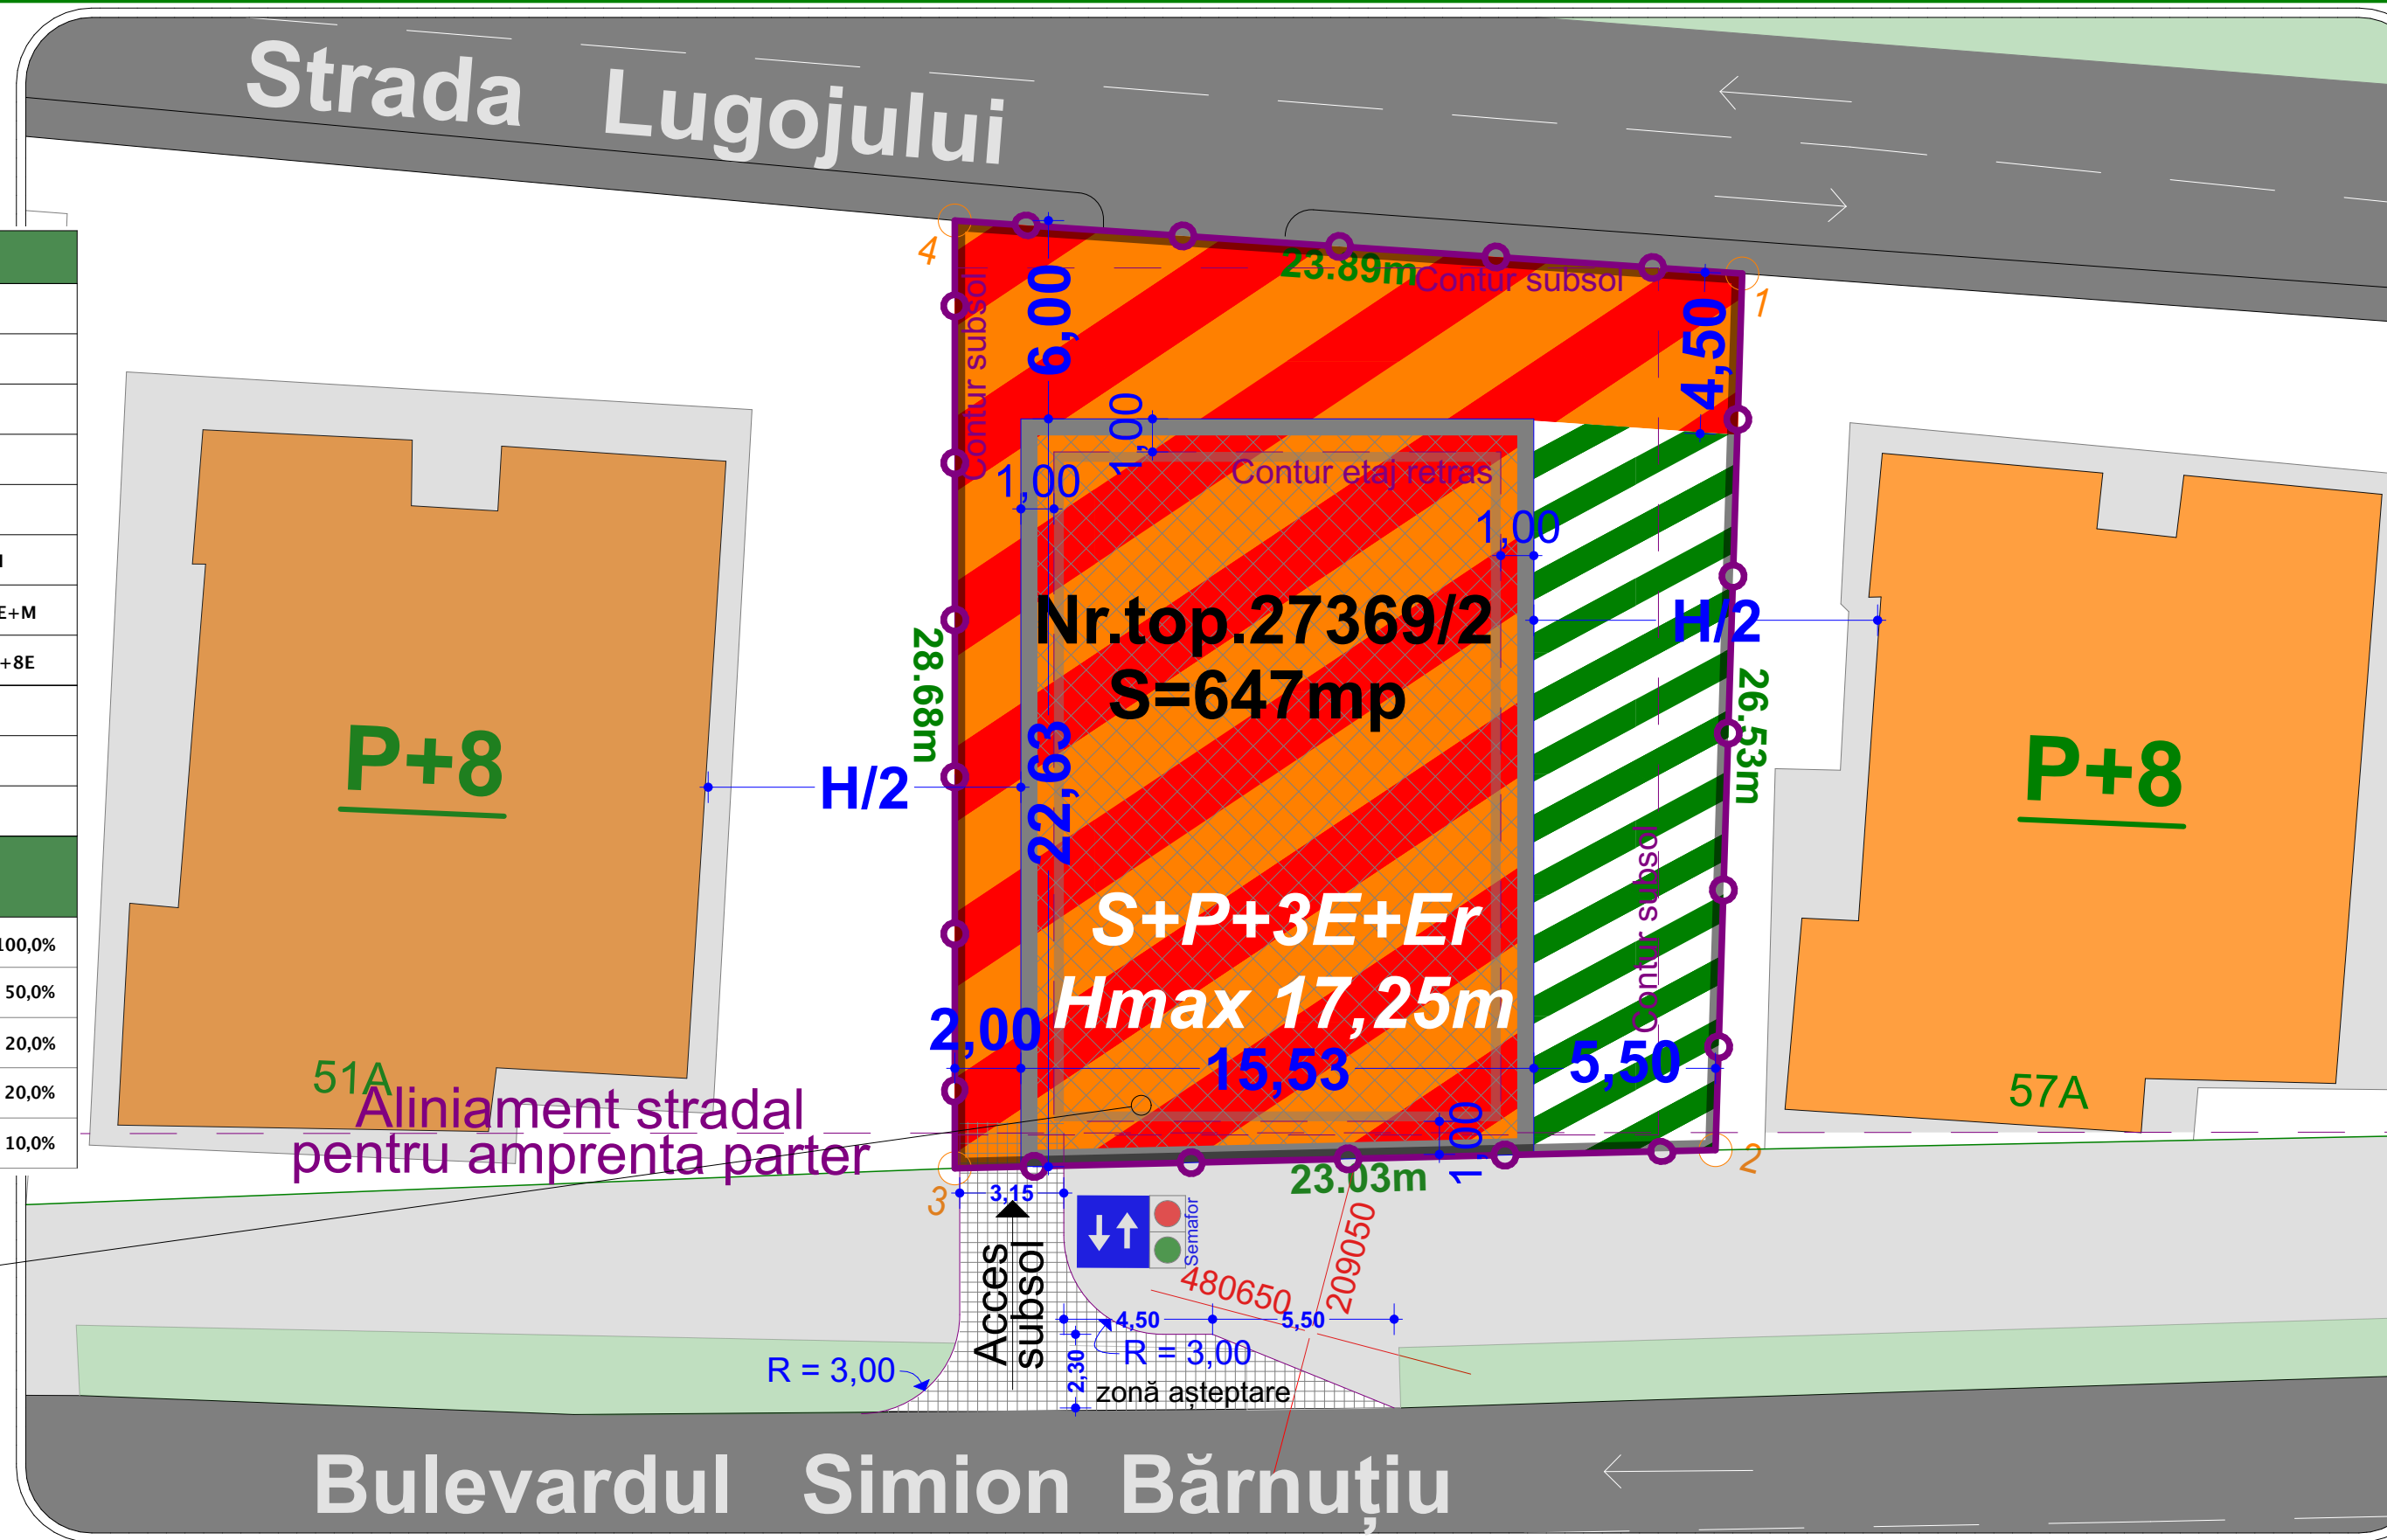 Strada Lugojului
4
23.89m
Contur subsol
1
Contur subsol
6,00
4,50
1,00
Contur etaj retras
1,00
1,00
E+M
+8E
Nr.top.27369/2
S=647mp
H/2
28.68m
26.53m
P+8
H/2
22,63
P+8
Contur subsol
S+P+3E+Er
Hmax 17,25m
100,0%
50,0%
20,0%
20,0%
10,0%
2,00
15,53
5,50
51A
57A
Aliniament stradal
pentru amprenta parter
1,00
23.03m
2
3
3,15
Semafor
Acces
subsol
480650
209050
4,50
5,50
R = 3,00
R = 3,00
2,30
zonă așteptare
Bulevardul Simion Bărnuțiu